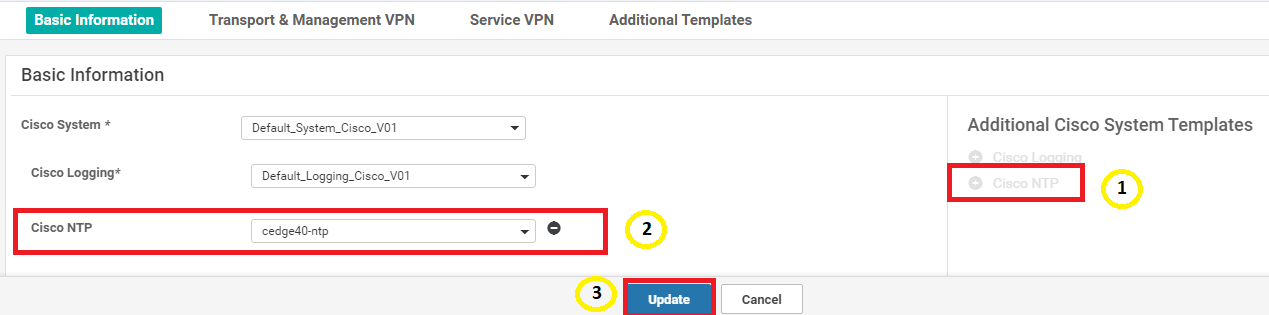 Basic Information Transport & Management VPN Service VPN Additional Templates
Basic Information
Cisco System * Default_System_Cisco_V01
Cisco Logging* Default_Logging_Cisco_V01
Cisco NTP cedge40-ntp 2
Additional Cisco System Templates
Cisco Logging
Cisco NTP 1
3 Update Cancel